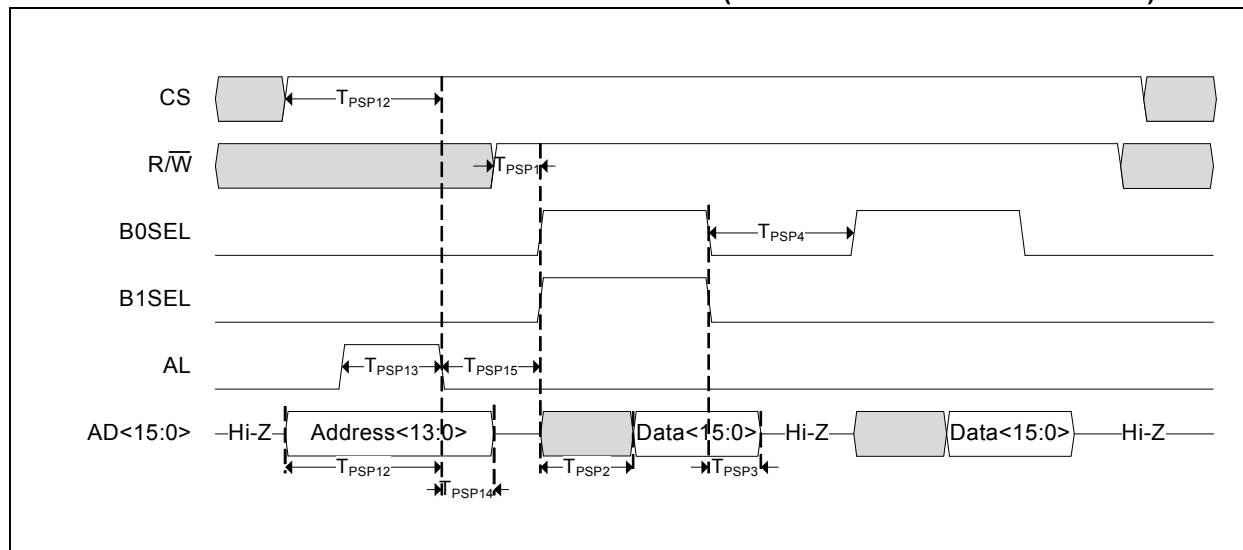 CS
T_PSP12
R/W̅
T_PSP1
B0SEL
T_PSP4
B1SEL
AL
T_PSP13 T_PSP15
AD<15:0> Hi-Z Address<13:0> Data<15:0> Hi-Z Data<15:0> Hi-Z
T_PSP12 T_PSP2 T_PSP3
T_PSP14